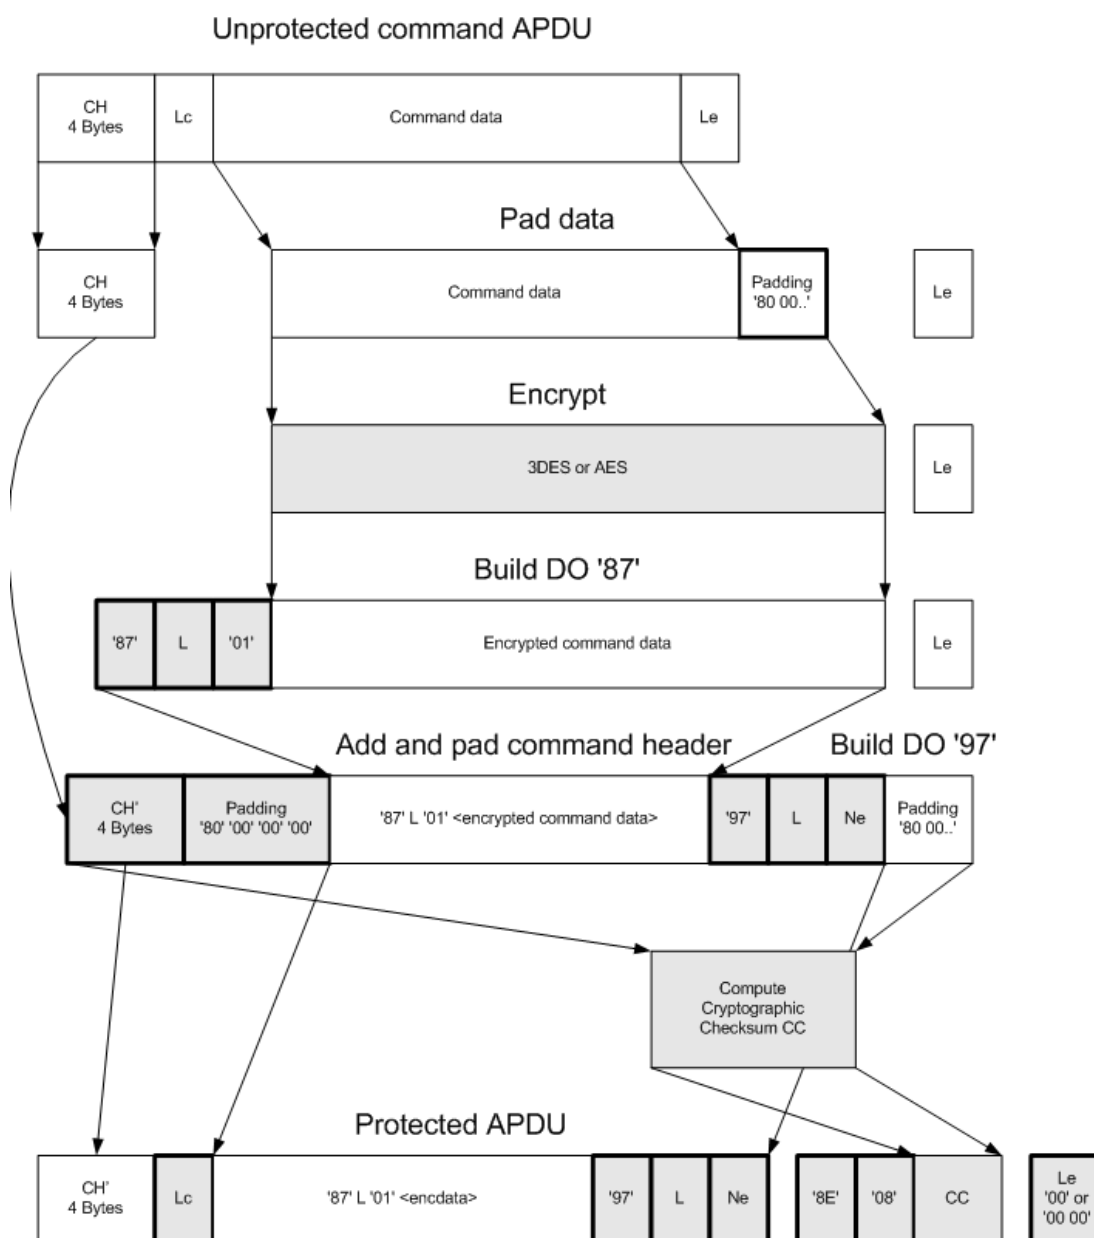 Unprotected command APDU
CH
4 Bytes
Lc
Command data
Le
Pad data
CH
4 Bytes
Command data
Padding
'80 00..'
Le
Encrypt
3DES or AES
Le
Build DO '87'
'87'
L
'01'
Encrypted command data
Le
Add and pad command header
Build DO '97'
CH'
4 Bytes
Padding
'80' '00' '00' '00'
'87' L '01' <encrypted command data>
'97'
L
Ne
Padding
'80 00..'
Compute
Cryptographic
Checksum CC
Protected APDU
CH'
4 Bytes
Lc
'87' L '01' <encdata>
'97'
L
Ne
'8E'
'08'
CC
Le
'00' or
'00 00'